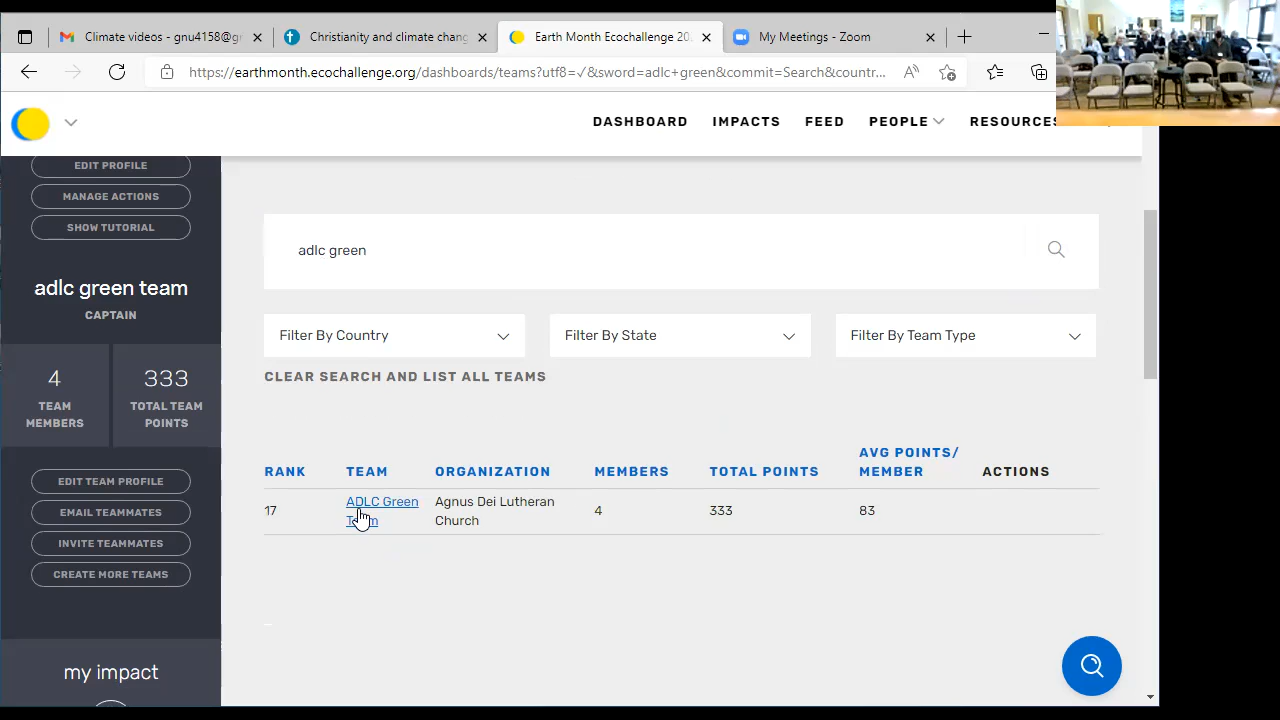 Climate videos - gnu4158@g
Christianity and climate chang
Earth Month Ecochallenge 20
My Meetings - Zoom
https://earthmonth.ecochallenge.org/dashboards/teams?utf8=✓&sword=adlc+green&commit=Search&countr...
DASHBOARD
IMPACTS
FEED
PEOPLE
RESOURCES
EDIT PROFILE
MANAGE ACTIONS
SHOW TUTORIAL
adlc green team
CAPTAIN
4
TEAM
MEMBERS
333
TOTAL TEAM
POINTS
EDIT TEAM PROFILE
EMAIL TEAMMATES
INVITE TEAMMATES
CREATE MORE TEAMS
my impact
adlc green
Filter By Country
Filter By State
Filter By Team Type
CLEAR SEARCH AND LIST ALL TEAMS
RANK
TEAM
ORGANIZATION
MEMBERS
TOTAL POINTS
AVG POINTS/
MEMBER
ACTIONS
17
ADLC Green
Team
Agnus Dei Lutheran
Church
4
333
83